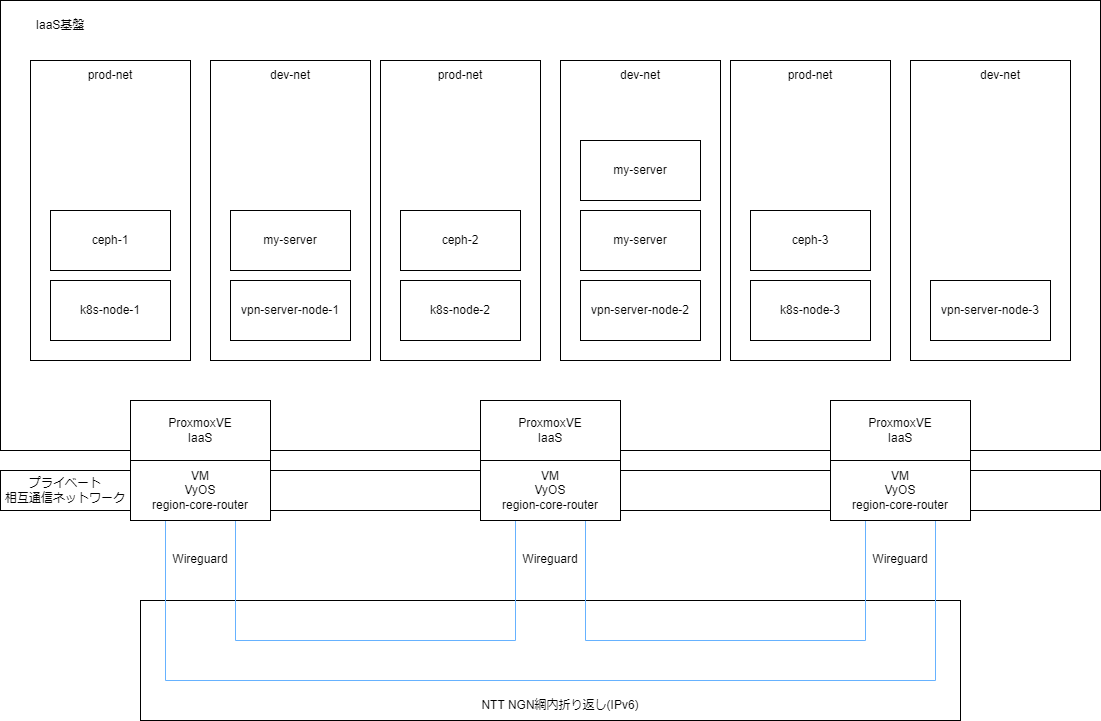 IaaS基盤
prod-net
dev-net
prod-net
dev-net
prod-net
dev-net
my-server
ceph-1
my-server
ceph-2
my-server
ceph-3
k8s-node-1
vpn-server-node-1
k8s-node-2
vpn-server-node-2
k8s-node-3
vpn-server-node-3
ProxmoxVE
IaaS
ProxmoxVE
IaaS
ProxmoxVE
IaaS
プライベート
相互通信ネットワーク
VM
VyOS
region-core-router
VM
VyOS
region-core-router
VM
VyOS
region-core-router
Wireguard
Wireguard
Wireguard
NTT NGN網内折り返し(IPv6)